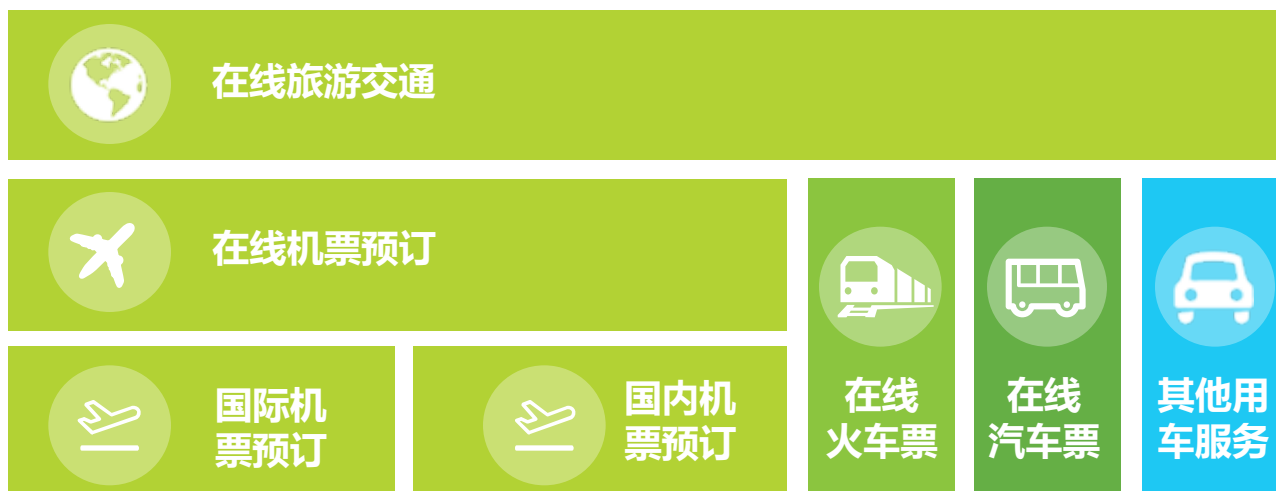 在线旅游交通
在线机票预订
国际机
票预订
国内机
票预订
在线
火车票
在线
汽车票
其他用
车服务